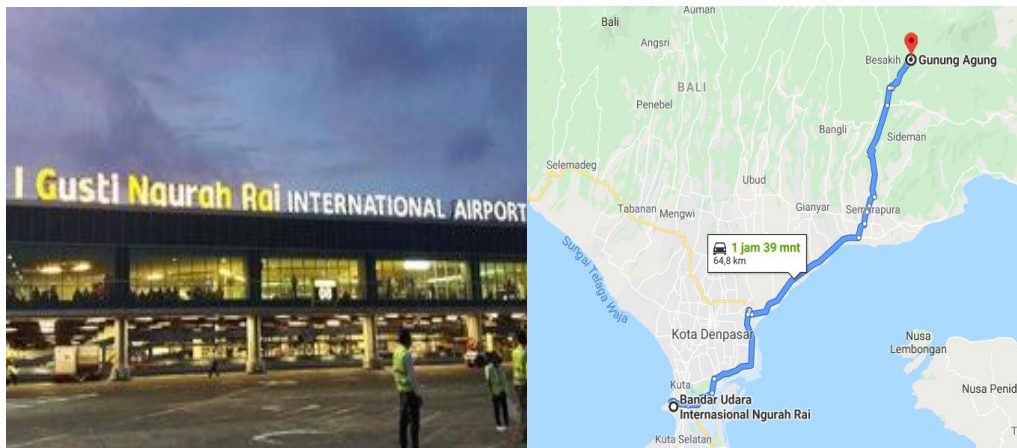 I Gusti Ngurah Rai INTERNATIONAL AIRPORT
Bali
Auman
Angsri
Besakih
Gunung Agung
BALI
Penebel
Bangli
Sideman
Selemadeg
Ubud
Tabanan
Mengwi
Gianyar
Semarapura
1 jam 39 mnt
64,8 km
Sungai Telaga Waja
Kota Denpasar
Nusa
Lembongan
Kuta
Nusa Penid
Bandar Udara
Internasional Ngurah Rai
Kuta Selatan
T